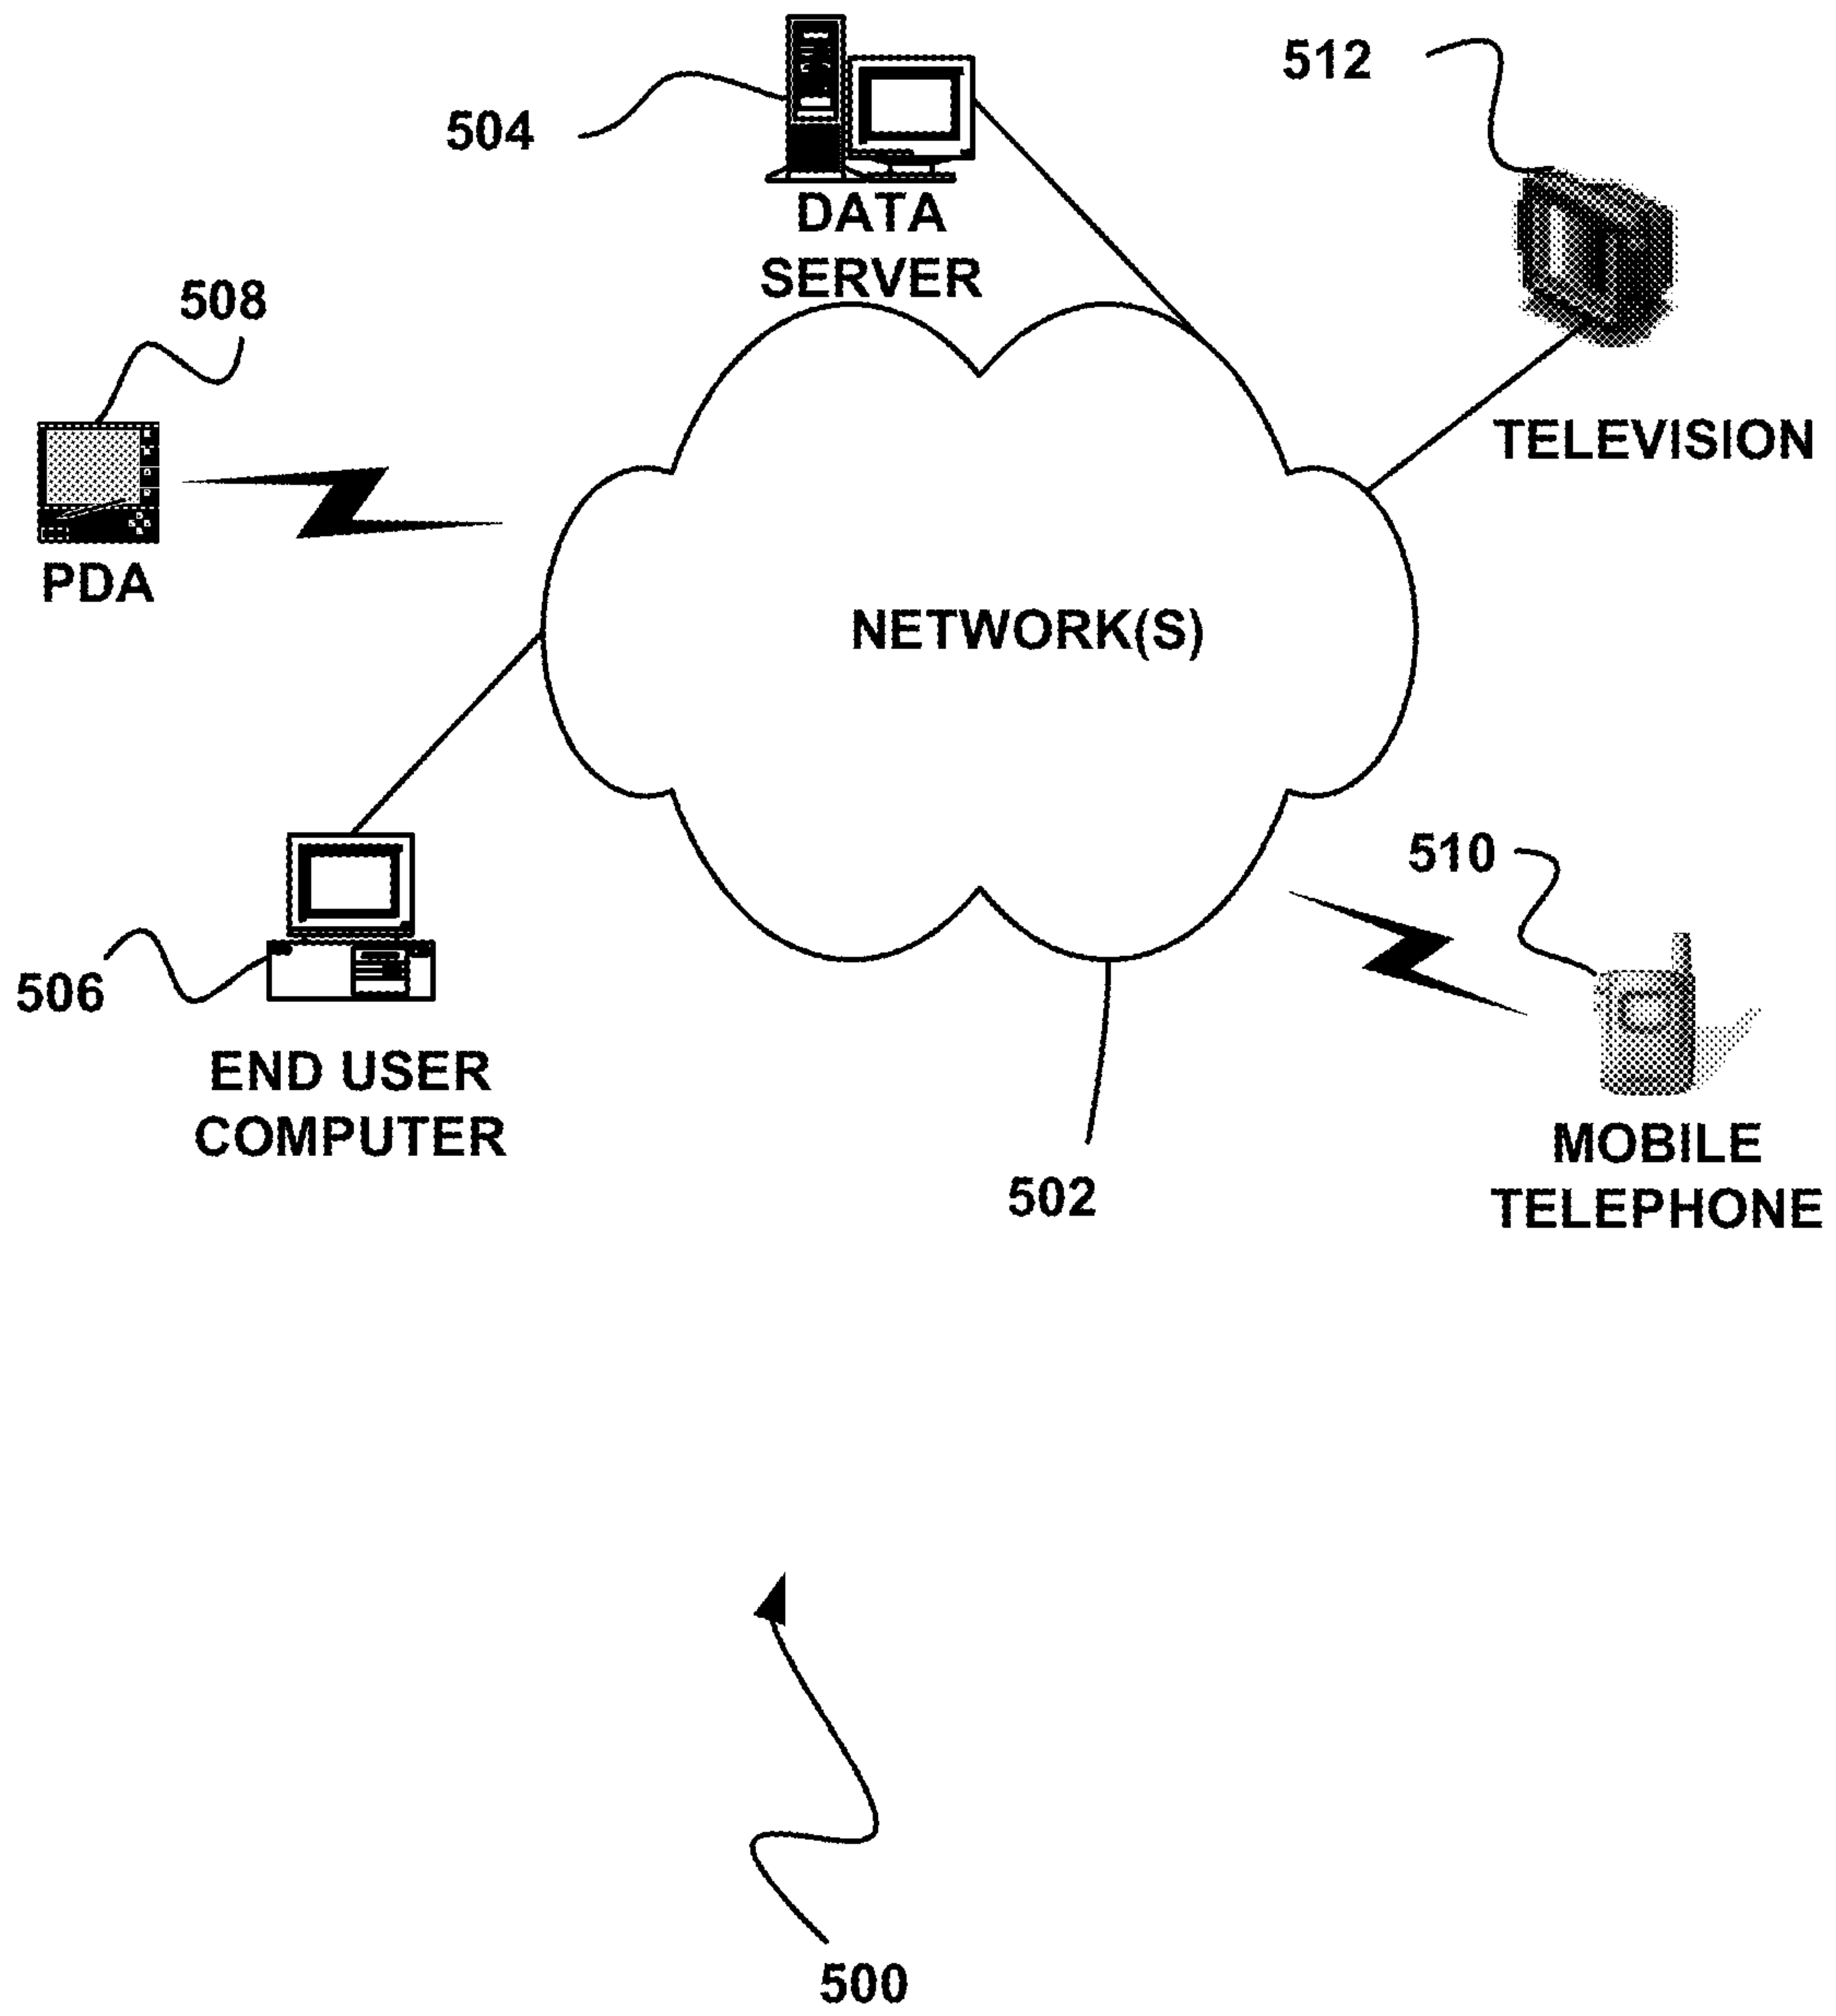 512
504
DATA
SERVER
508
TELEVISION
PDA
NETWORK(S)
510
506
END USER
COMPUTER
MOBILE
TELEPHONE
502
500